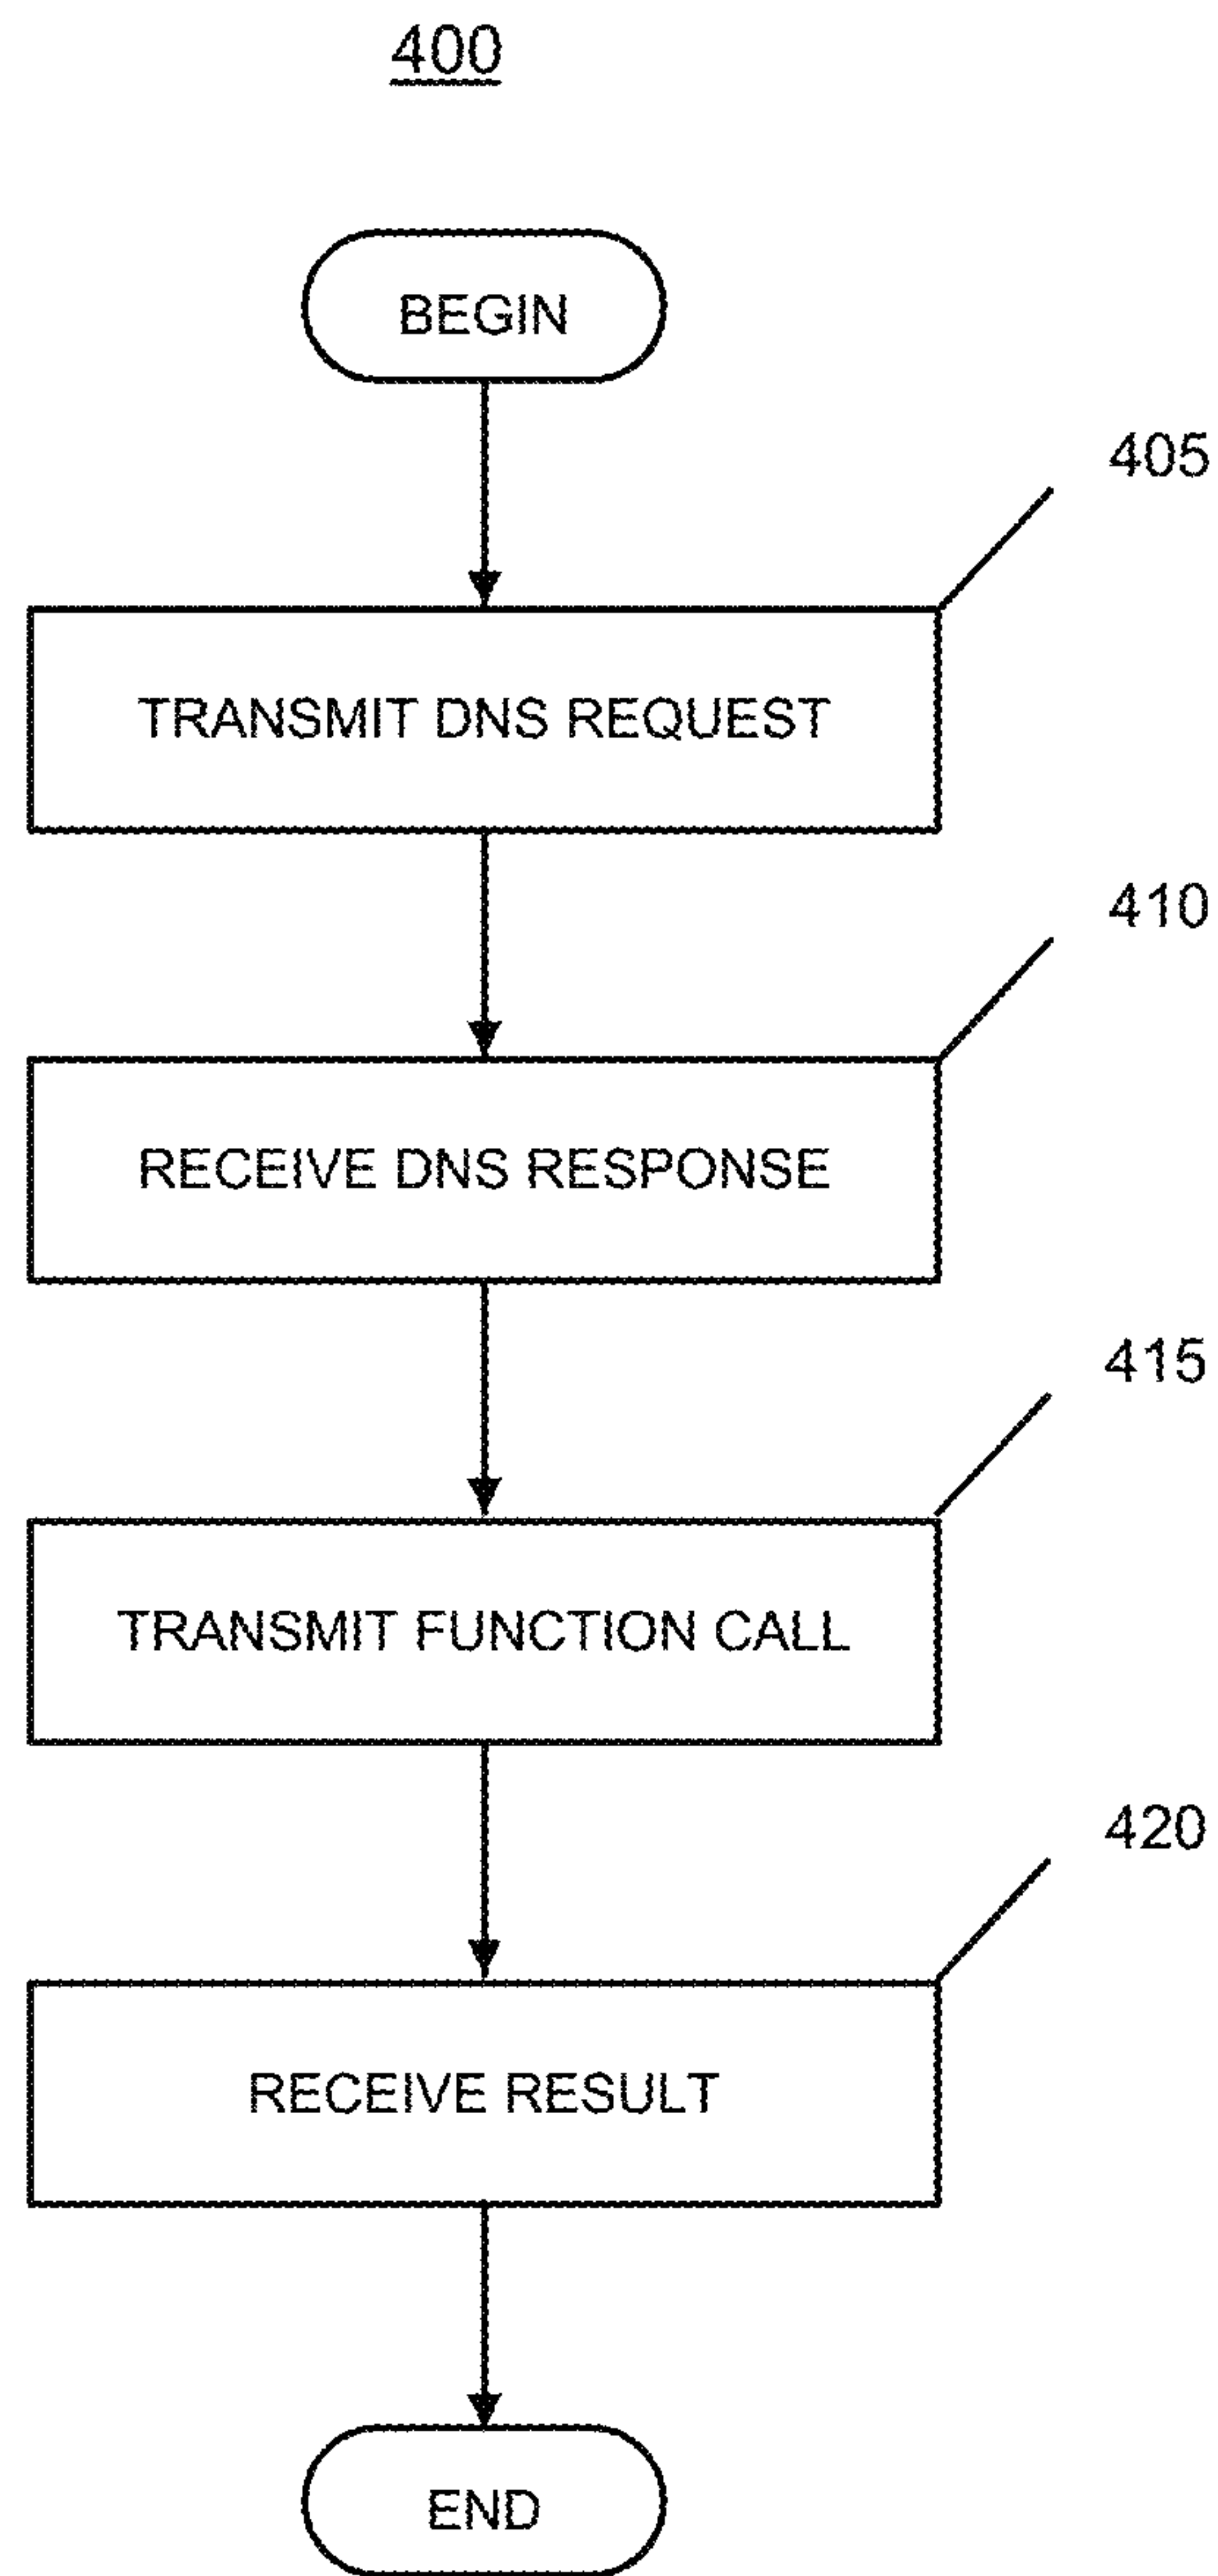 400
BEGIN
405
TRANSMIT DNS REQUEST
410
RECEIVE DNS RESPONSE
415
TRANSMIT FUNCTION CALL
420
RECEIVE RESULT
END